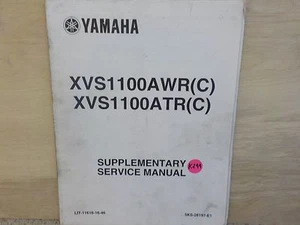 YAMAHA
XVS1100AWR(C)
XVS1100ATR(C)
SUPPLEMENTARY
SERVICE MANUAL